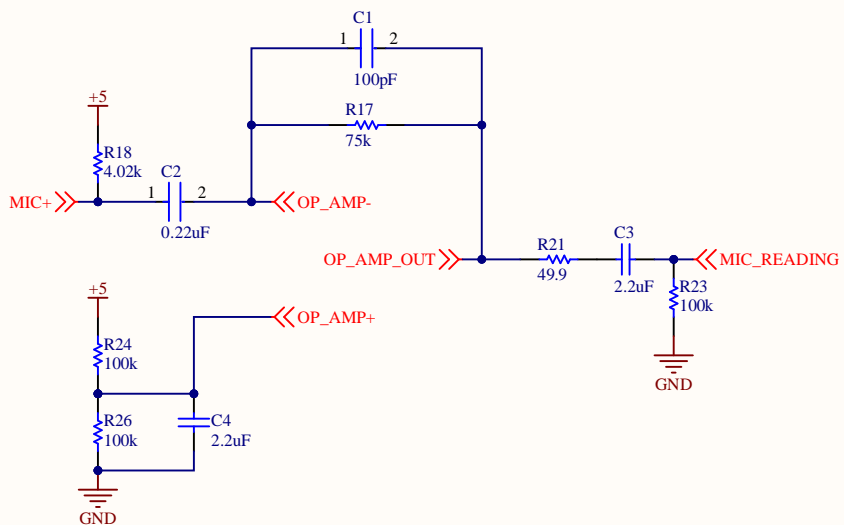 C1
1 2
100pF
R17
75k
+5
R18
4.02k
C2
MIC+
1 2
OP_AMP-
0.22uF
OP_AMP_OUT
R21
49.9
C3
2.2uF
MIC_READING
R23
100k
GND
+5
OP_AMP+
R24
100k
R26
100k
C4
2.2uF
GND